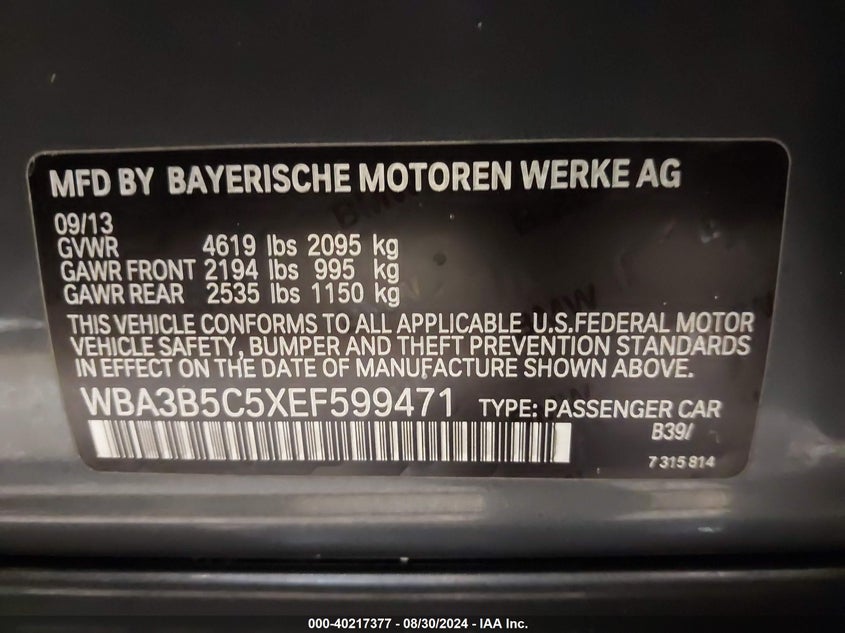 MFD BY BAYERISCHE MOTOREN WERKE AG
09/13
GVWR 4619 lbs 2095 kg
GAWR FRONT 2194 lbs 995 kg
GAWR REAR 2535 lbs 1150 kg
THIS VEHICLE CONFORMS TO ALL APPLICABLE U.S.FEDERAL MOTOR
VEHICLE SAFETY, BUMPER AND THEFT PREVENTION STANDARDS
IN EFFECT ON THE DATE OF MANUFACTURE SHOWN ABOVE.
WBA3B5C5XEF599471 TYPE: PASSENGER CAR
B39/
7 315 814
000-40217377 - 08/30/2024 - IAA Inc.